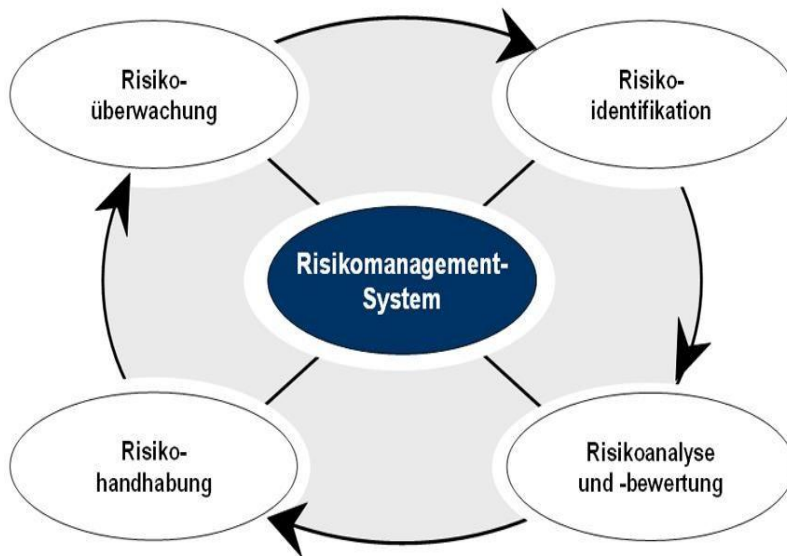 Risiko-
überwachung
Risiko-
identifikation
Risikomanagement-
System
Risiko-
handhabung
Risikoanalyse
und -bewertung